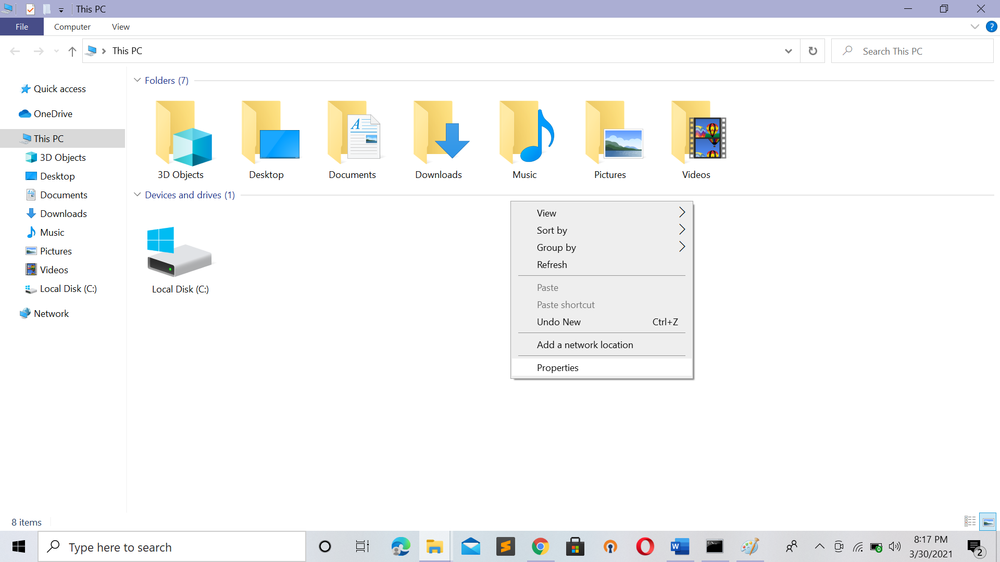 This PC
File Computer View
?
This PC
Search This PC
Quick access
OneDrive
This PC
3D Objects
Desktop
Documents
Downloads
Music
Pictures
Videos
Local Disk (C:)
Network
Folders (7)
3D Objects Desktop Documents Downloads Music Pictures Videos
Devices and drives (1)
Local Disk (C:)
View
Sort by
Group by
Refresh
Paste
Paste shortcut
Undo New Ctrl+Z
Add a network location
Properties
8 items
Type here to search
8:17 PM
3/30/2021
2